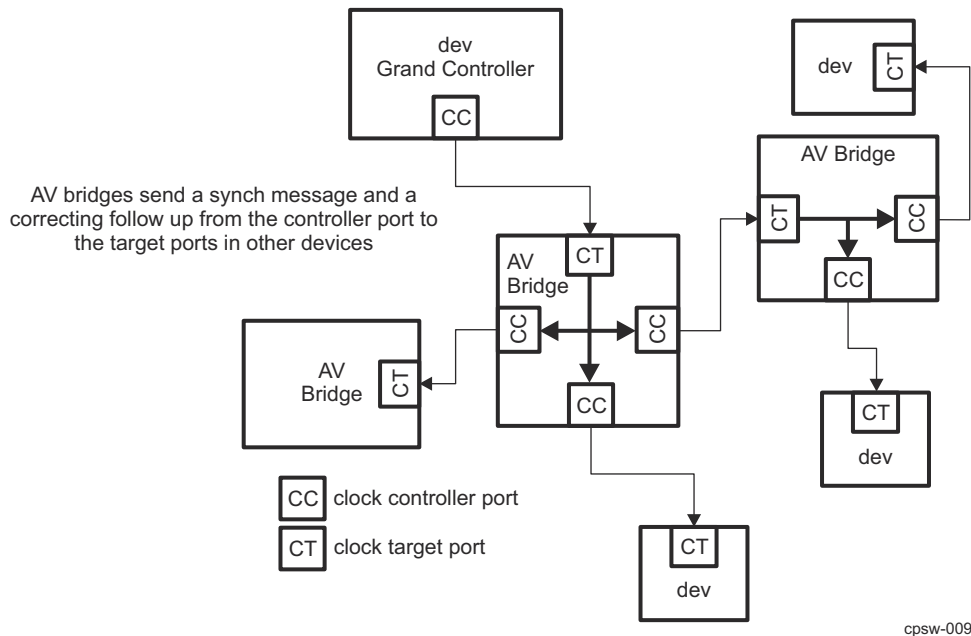 dev
Grand Controller
CC
dev
CT
AV Bridge
CT
CC
CC
AV bridges send a synch message and a
correcting follow up from the controller port to
the target ports in other devices
CT
AV
Bridge
CC
CC
CC
AV
Bridge
CT
CT
dev
CC clock controller port
CT clock target port
CT
dev
cpsw-009